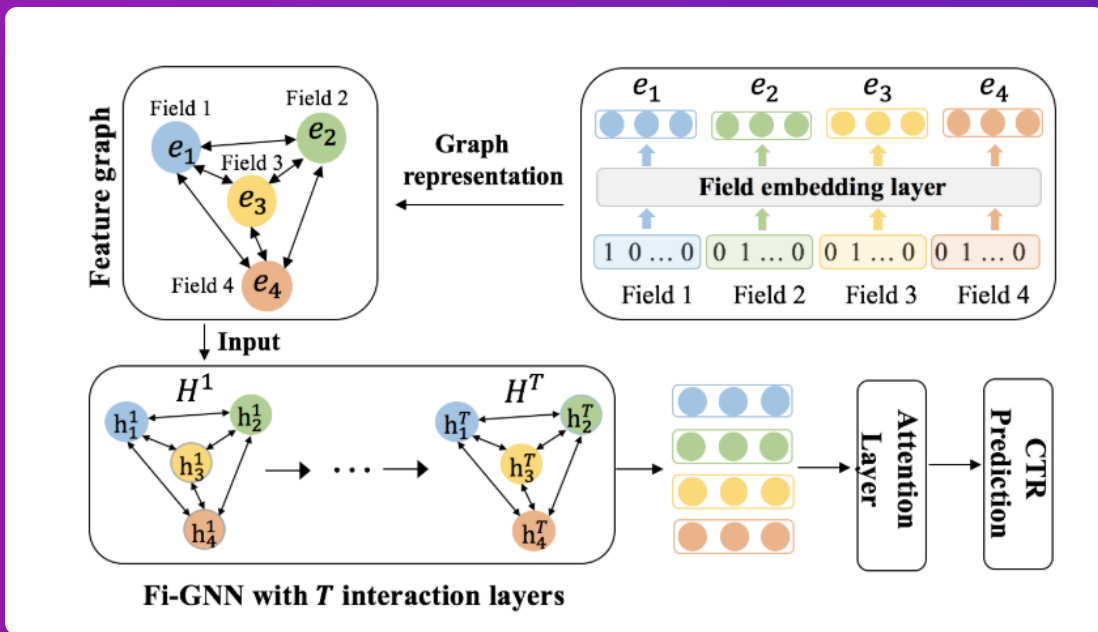 Feature graph
Field 1
Field 2
e₁
e₂
Field 3
e₃
Field 4
e₄
Graph
representation
e₁ e₂ e₃ e₄
Field embedding layer
1 0 ... 0 0 1 ... 0 0 1 ... 0 0 1 ... 0
Field 1 Field 2 Field 3 Field 4
Input
H¹ Hᵀ
h₁¹ h₂¹ h₁ᵀ h₂ᵀ
h₃¹ ... h₃ᵀ
h₄¹ h₄ᵀ
Attention
Layer
CTR
Prediction
Fi-GNN with T interaction layers